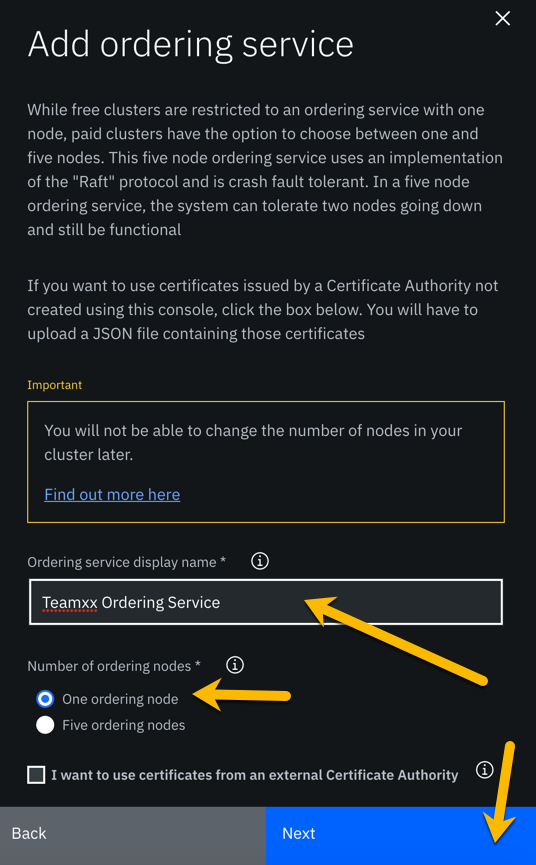 Add ordering service
While free clusters are restricted to an ordering service with one
node, paid clusters have the option to choose between one and
five nodes. This five node ordering service uses an implementation
of the "Raft" protocol and is crash fault tolerant. In a five node
ordering service, the system can tolerate two nodes going down
and still be functional
If you want to use certificates issued by a Certificate Authority not
created using this console, click the box below. You will have to
upload a JSON file containing those certificates
Important
You will not be able to change the number of nodes in your
cluster later.
Find out more here
Ordering service display name *
Teamxx Ordering Service
Number of ordering nodes *
One ordering node
Five ordering nodes
I want to use certificates from an external Certificate Authority
Back
Next